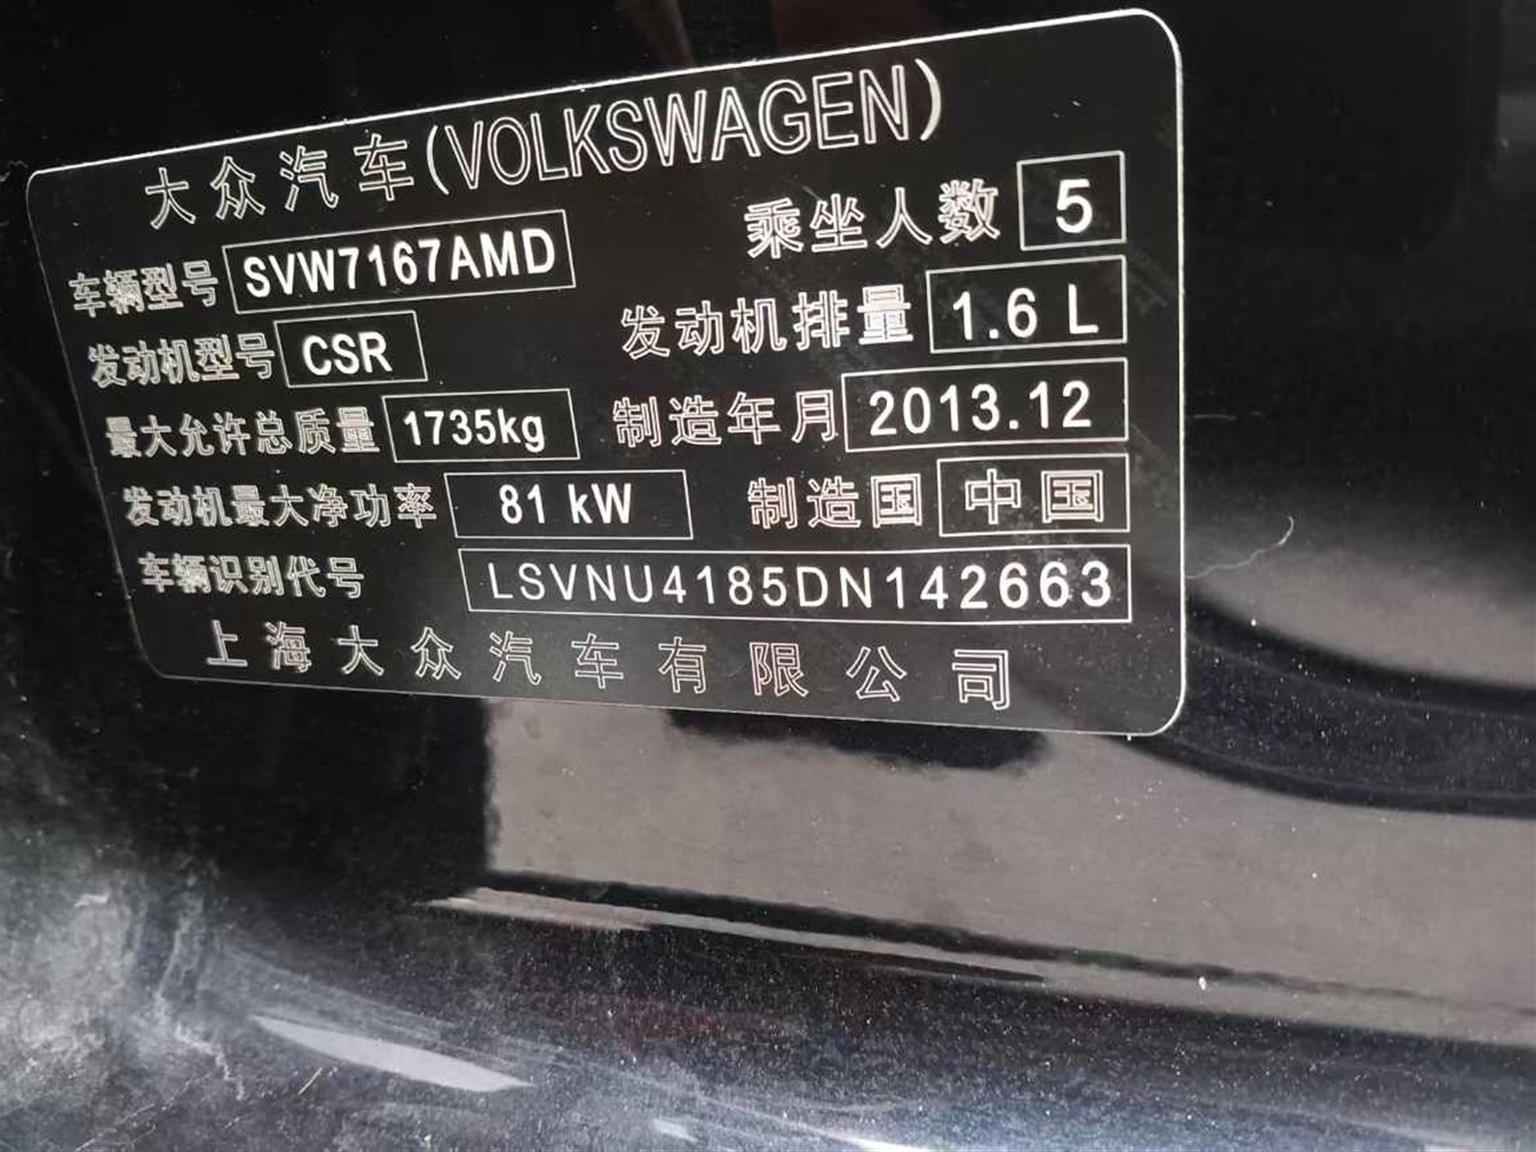 大众汽车(VOLKSWAGEN)
车辆型号 SVW7167AMD 乘坐人数 5
发动机型号 CSR 发动机排量 1.6 L
最大允许总质量 1735kg 制造年月 2013.12
发动机最大净功率 81 kW 制造国 中国
车辆识别代号 LSVNU4185DN142663
上海大众汽车有限公司